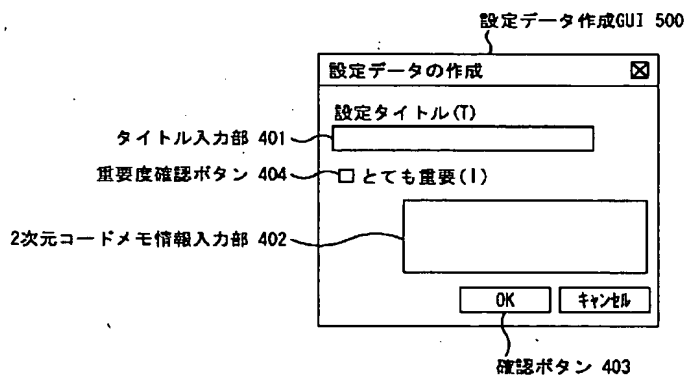 設定データ作成GUI 500
設定データの作成
設定タイトル(T)
タイトル入力部 401
重要度確認ボタン 404
とても重要(I)
2次元コードメモ情報入力部 402
OK
キャンセル
確認ボタン 403